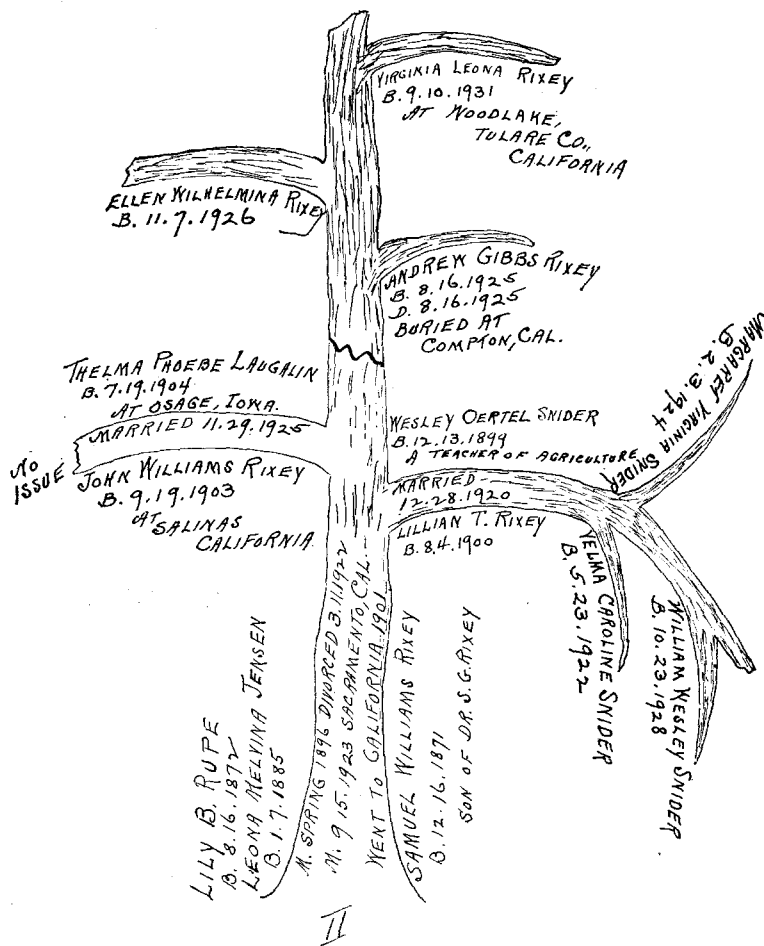 VIRGINIA LEONA RIXEY
B. 9.10.1931
AT WOODLAKE,
TULARE CO.,
CALIFORNIA
ELLEN WILHELMINA RIXEY
B. 11.7.1926
ANDREW GIBBS RIXEY
B. 8.16.1925
D. 8.16.1925
BURIED AT
COMPTON, CAL.
THELMA PHOEBE LAUGALIN
B. 7.19.1904
AT OSAGE, IOWA.
MARRIED 11.29.1925
NO
ISSUE
JOHN WILLIAMS RIXEY
B. 9.19.1903
AT
SALINAS
CALIFORNIA
WESLEY OERTEL SNIDER
B. 12.13.1899
A TEACHER OF AGRICULTURE
MARRIED
12.28.1920
LILLIAN T. RIXEY
B. 8.4.1900
MARGARET VIRGINIA SNIDER
B. 2.3.1924
VELMA CAROLINE SNIDER
B. 5.23.1922
WILLIAM WESLEY SNIDER
B. 10.23.1928
LILY B. RUPE
B. 8.16.1872
LEONA MELVINA JENSEN
B. 1.7.1885
M. SPRING 1896 DIVORCED 3.11.1922
M. 9.15.1923 SACRAMENTO, CAL.
WENT TO CALIFORNIA 1901
SAMUEL WILLIAMS RIXEY
B. 12.16.1871
SON OF DR. S.G. RIXEY
II